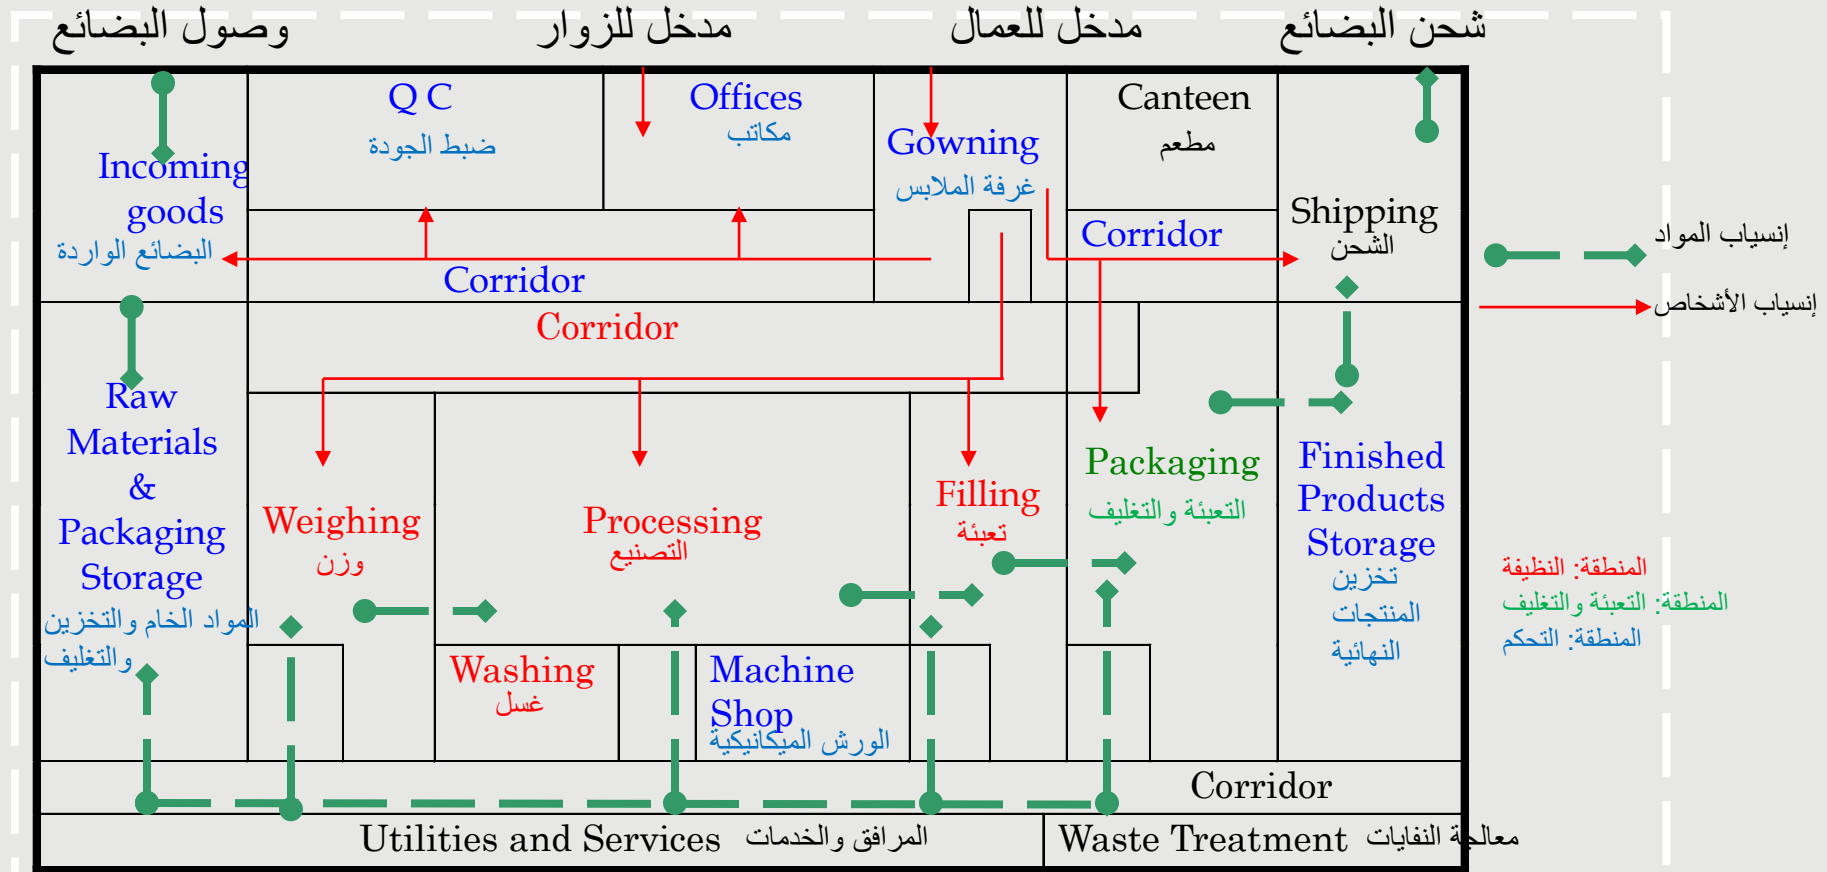 وصول البضائع
مدخل للزوار
مدخل للعمال
شحن البضائع
Q C
ضبط الجودة
Offices
مكاتب
Gowning
غرفة الملابس
Canteen
مطعم
Incoming
goods
البضائع الواردة
Shipping
الشحن
Corridor
Corridor
Corridor
إنسياب المواد
إنسياب الأشخاص
Raw
Materials
&
Packaging
Storage
المواد الخام والتخزين
والتغليف
Weighing
وزن
Processing
التصنيع
Filling
تعبئة
Packaging
التعبئة والتغليف
Finished
Products
Storage
تخزين
المنتجات
النهائية
المنطقة: النظيفة
المنطقة: التعبئة والتغليف
المنطقة: التحكم
Washing
غسل
Machine
Shop
الورش الميكانيكية
Corridor
Utilities and Services المرافق والخدمات
Waste Treatment معالجة النفايات